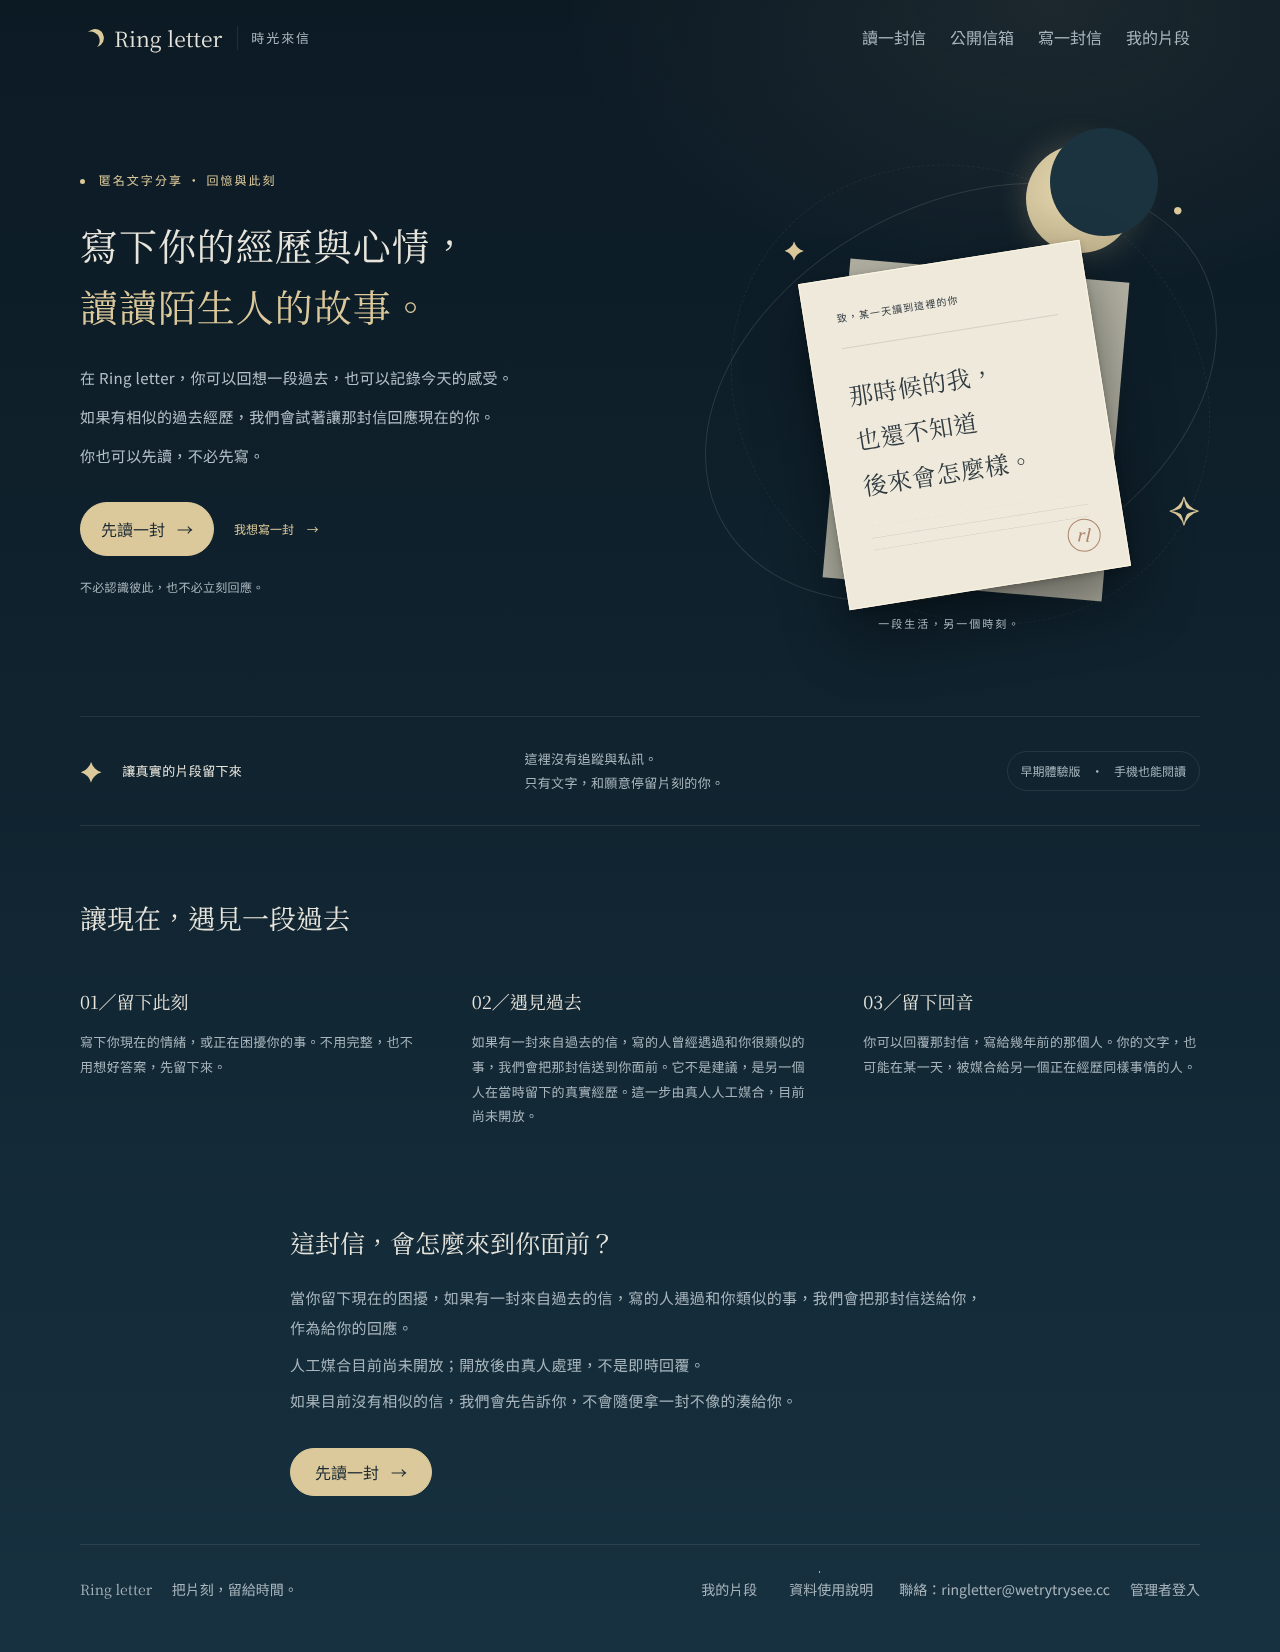 Ring letter
時光來信
讀一封信
公開信箱
寫一封信
我的片段
匿名文字分享 · 回憶與此刻
寫下你的經歷與心情，
讀讀陌生人的故事。
在 Ring letter，你可以回想一段過去，也可以記錄今天的感受。
如果有相似的過去經歷，我們會試著讓那封信回應現在的你。
你也可以先讀，不必先寫。
先讀一封 →
我想寫一封 →
不必認識彼此，也不必立刻回應。
致，某一天讀到這裡的你
那時候的我，
也還不知道
後來會怎麼樣。
rl
一段生活，另一個時刻。
讓真實的片段留下來
這裡沒有追蹤與私訊。
只有文字，和願意停留片刻的你。
早期體驗版 · 手機也能閱讀
讓現在，遇見一段過去
01／留下此刻
寫下你現在的情緒，或正在困擾你的事。不用完整，也不
用想好答案，先留下來。
02／遇見過去
如果有一封來自過去的信，寫的人曾經遇過和你很類似的
事，我們會把那封信送到你面前。它不是建議，是另一個
人在當時留下的真實經歷。這一步由真人人工媒合，目前
尚未開放。
03／留下回音
你可以回覆那封信，寫給幾年前的那個人。你的文字，也
可能在某一天，被媒合給另一個正在經歷同樣事情的人。
這封信，會怎麼來到你面前？
當你留下現在的困擾，如果有一封來自過去的信，寫的人遇過和你類似的事，我們會把那封信送給你，
作為給你的回應。
人工媒合目前尚未開放；開放後由真人處理，不是即時回覆。
如果目前沒有相似的信，我們會先告訴你，不會隨便拿一封不像的湊給你。
先讀一封 →
Ring letter
把片刻，留給時間。
我的片段
·
資料使用說明
聯絡：ringletter@wetrytrysee.cc
管理者登入